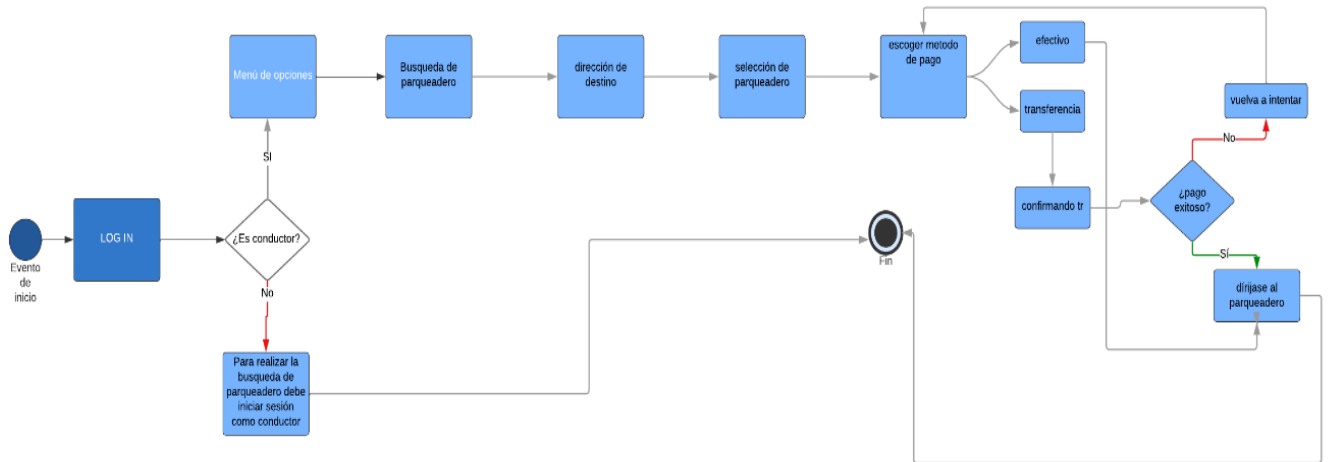 escoger metodo
de pago
efectivo
Menú de opciones
Busqueda de
parqueadero
dirección de
destino
selección de
parqueadero
transferencia
vuelva a intentar
No
SI
confirmando tr
¿pago
exitoso?
LOG IN
¿Es conductor?
Evento
de
inicio
Fin
Sí
No
dírijase al
parqueadero
Para realizar la
busqueda de
parqueadero debe
iniciar sesión
como conductor